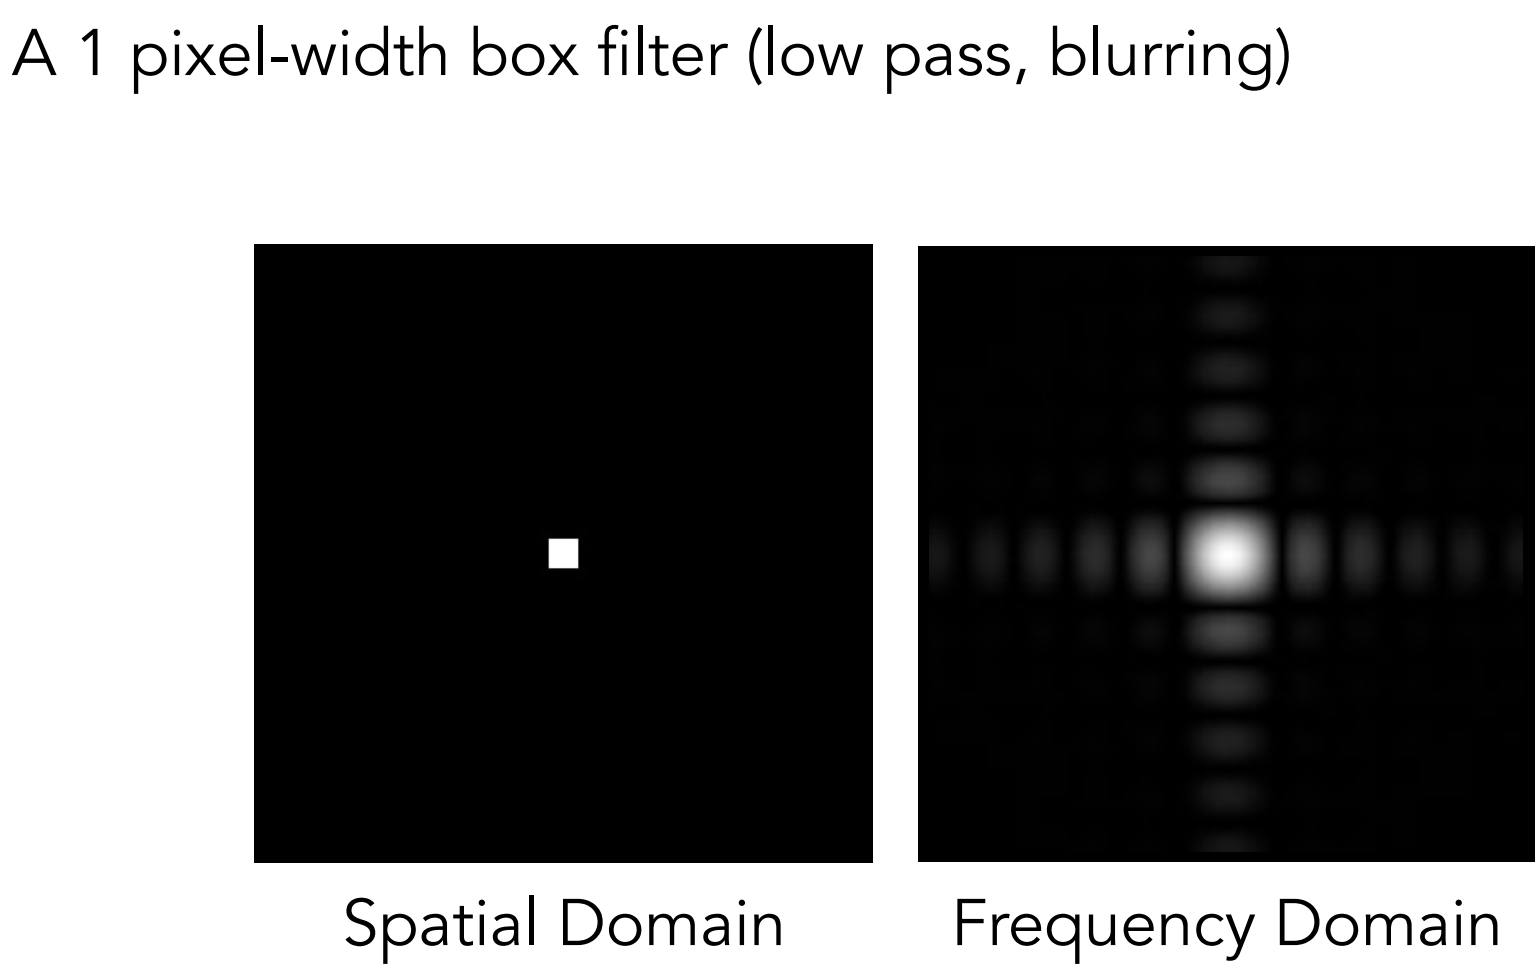 A 1 pixel-width box filter (low pass, blurring)
Spatial Domain
Frequency Domain